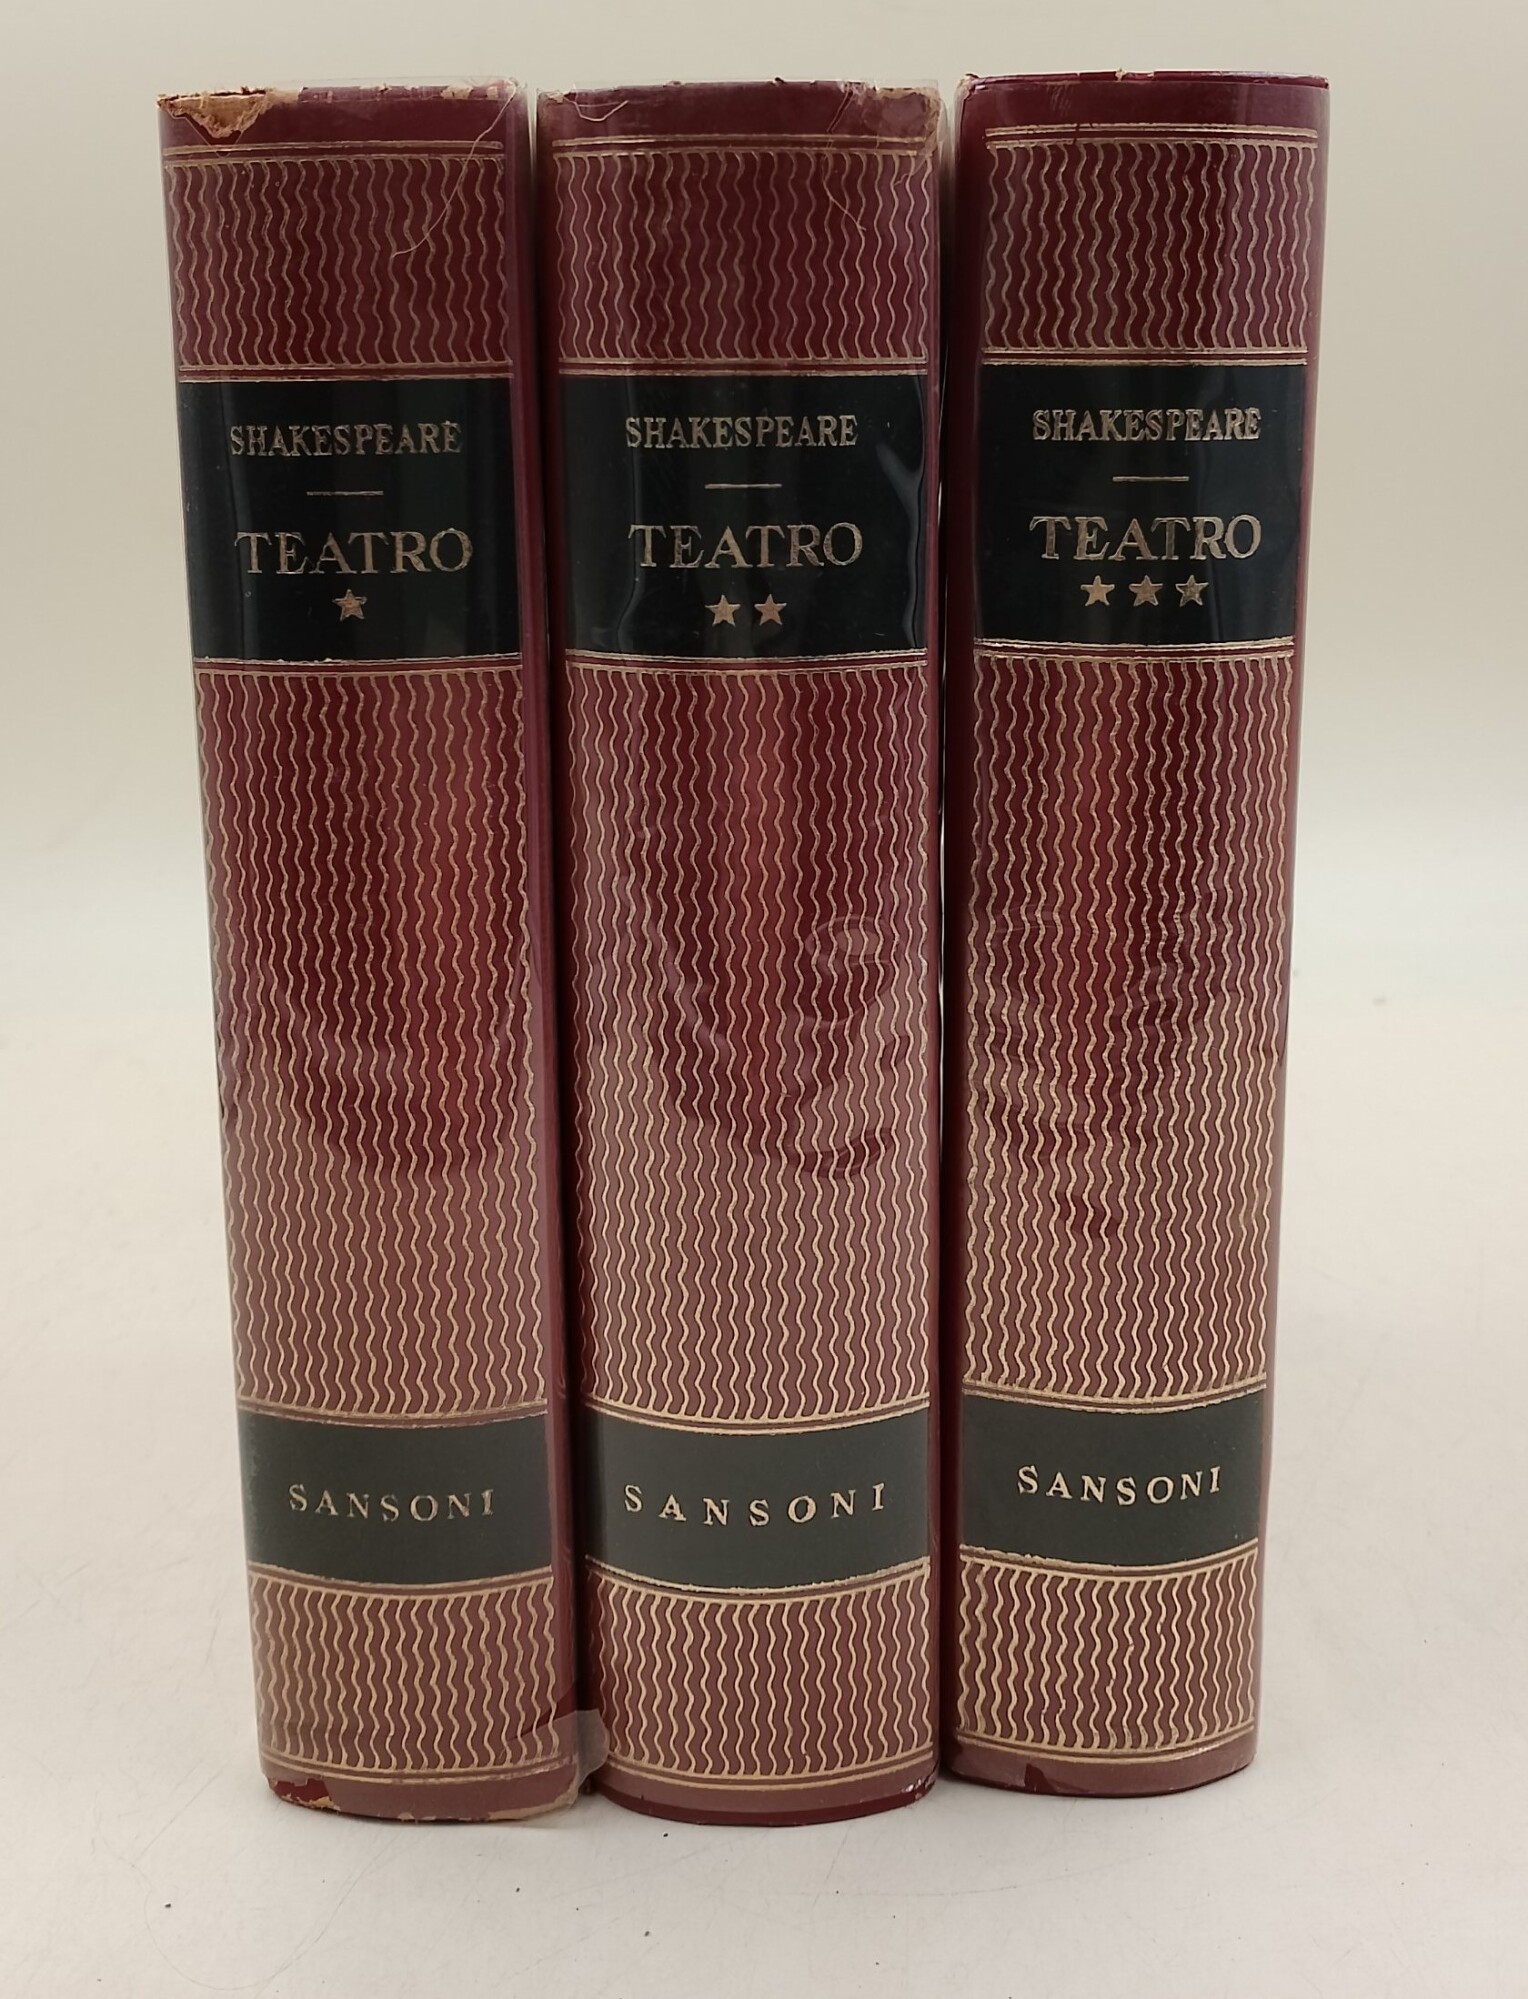 SHAKESPEARE
TEATRO
★
SANSONI
SHAKESPEARE
TEATRO
★★
SANSONI
SHAKESPEARE
TEATRO
★★★
SANSONI